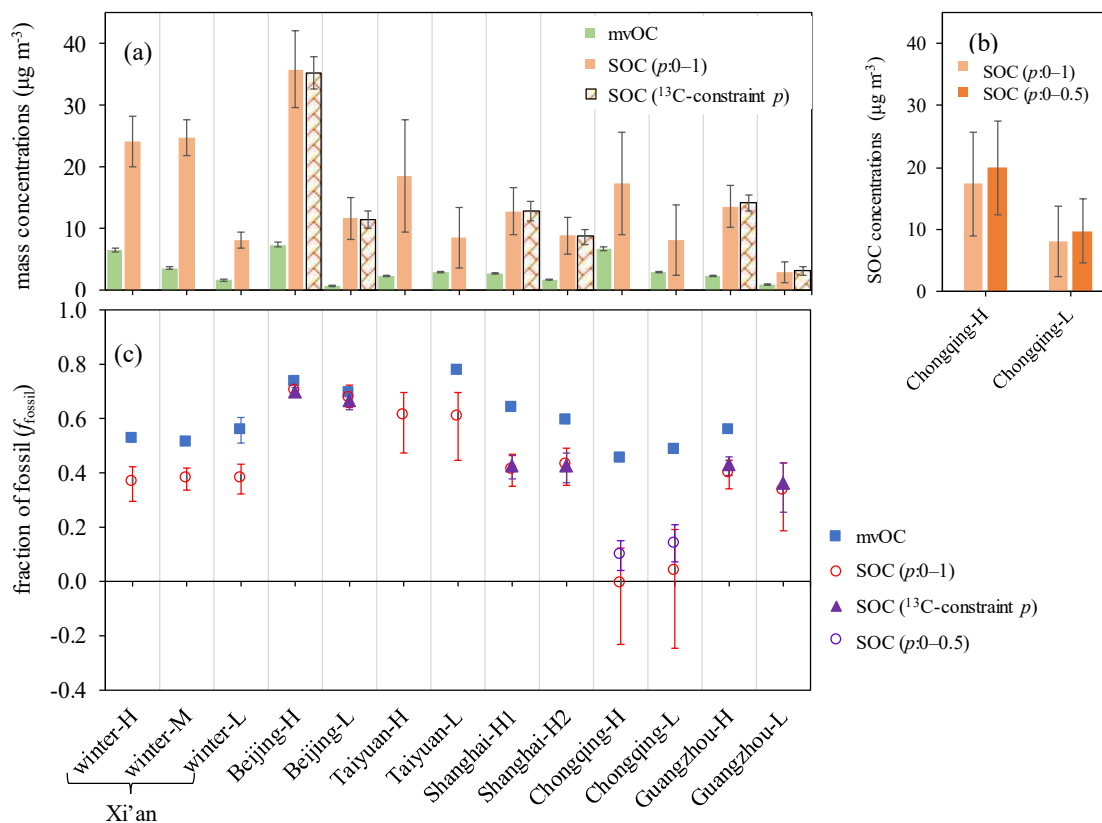 (a)
mvOC
SOC (p:0–1)
SOC (¹³C-constraint p)
mass concentrations (μg m⁻³)
40
30
20
10
0
(b)
SOC (p:0–1)
SOC (p:0–0.5)
SOC concentrations (μg m⁻³)
40
30
20
10
0
Chongqing-H
Chongqing-L
(c)
fraction of fossil (f_fossil)
1.0
0.8
0.6
0.4
0.2
0.0
-0.2
-0.4
mvOC
SOC (p:0–1)
SOC (¹³C-constraint p)
SOC (p:0–0.5)
winter-H
winter-M
winter-L
Beijing-H
Beijing-L
Taiyuan-H
Taiyuan-L
Shanghai-H1
Shanghai-H2
Chongqing-H
Chongqing-L
Guangzhou-H
Guangzhou-L
Xi’an